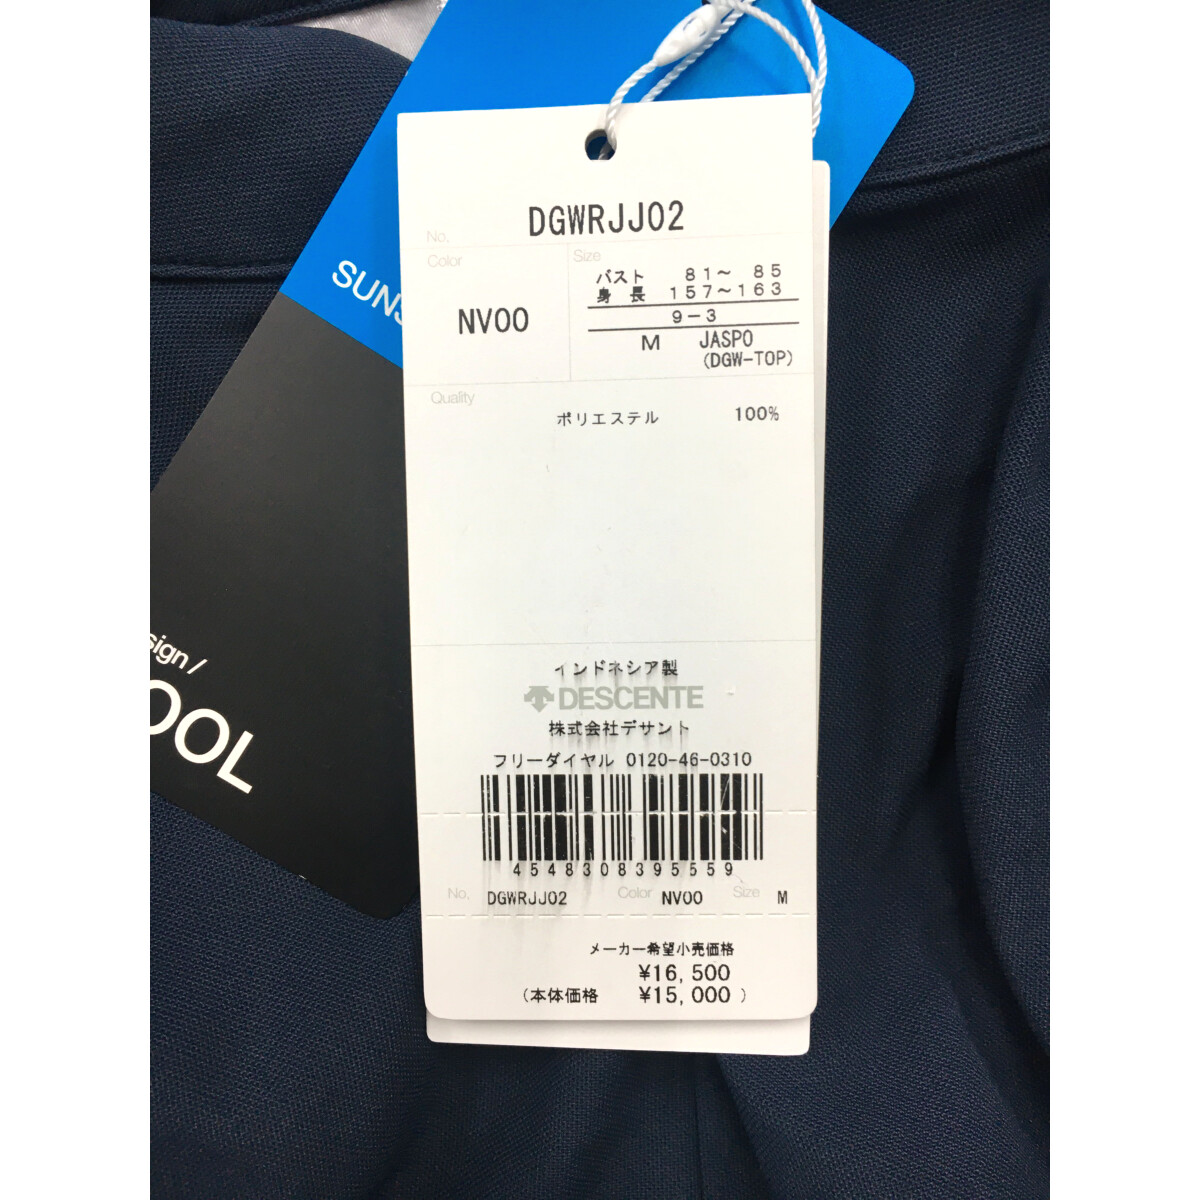 SUNS
sign/
OOL
No. DGWRJJ02
Color
Size
NV00
バスト 81～ 85
身 長 157～163
9-3
M JASPO
(DGW-TOP)
Quality
ポリエステル 100%
インドネシア製
DESCENTE
株式会社デサント
フリーダイヤル 0120-46-0310
4548308395559
No. DGWRJJ02 Color NV00 Size M
メーカー希望小売価格
¥16,500
(本体価格 ¥15,000)